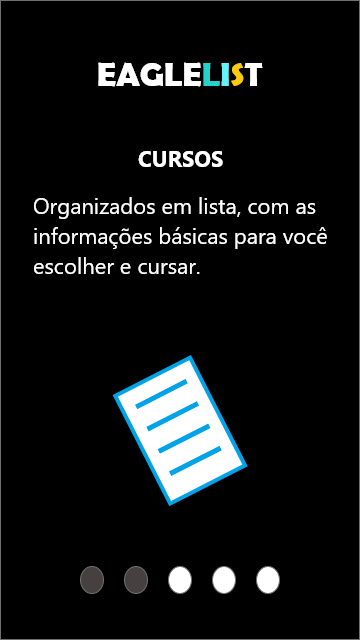 EAGLELIST
CURSOS
Organizados em lista, com as
informações básicas para você
escolher e cursar.